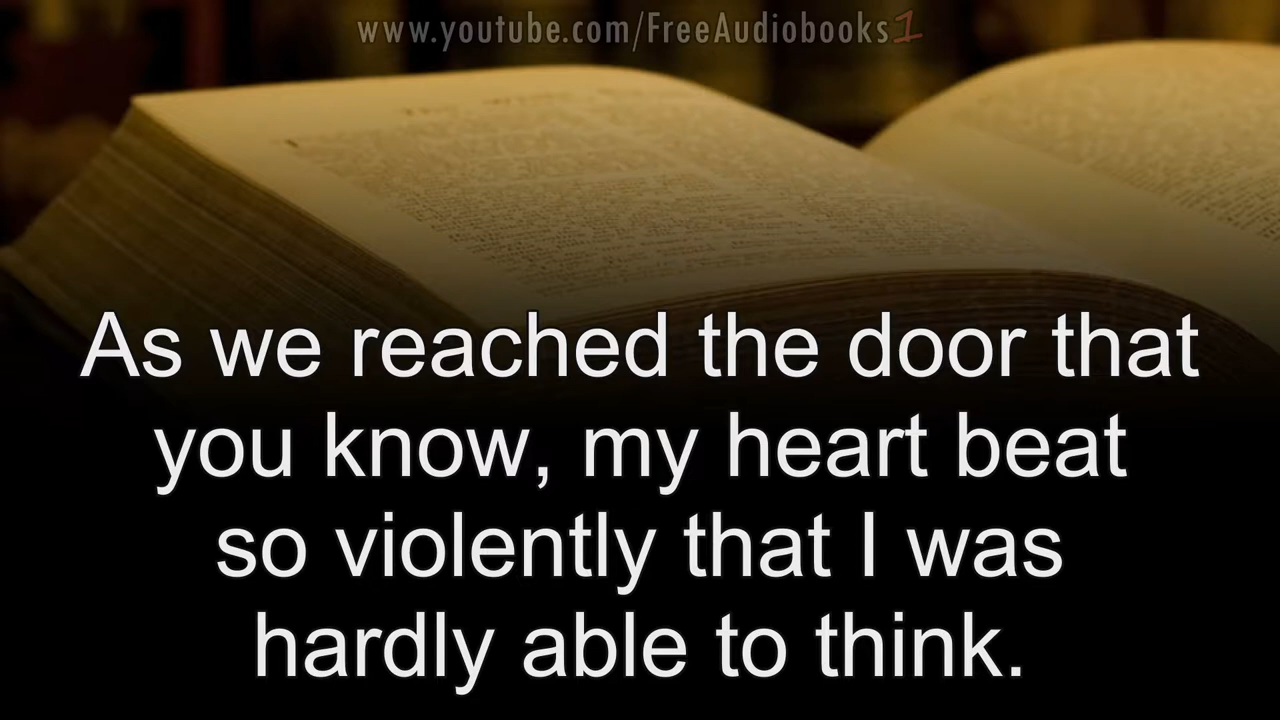 www.youtube.com/FreeAudiobooks1
As we reached the door that
you know, my heart beat
so violently that I was
hardly able to think.